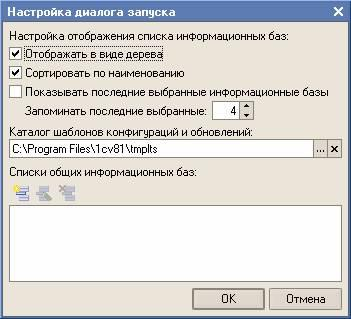 Настройка диалога запуска
Настройка отображения списка информационных баз:
Отображать в виде дерева
Сортировать по наименованию
Показывать последние выбранные информационные базы
Запоминать последние выбранные: 4
Каталог шаблонов конфигураций и обновлений:
C:\Program Files\1cv81\tmplts ...
Списки общих информационных баз:
OK Отмена